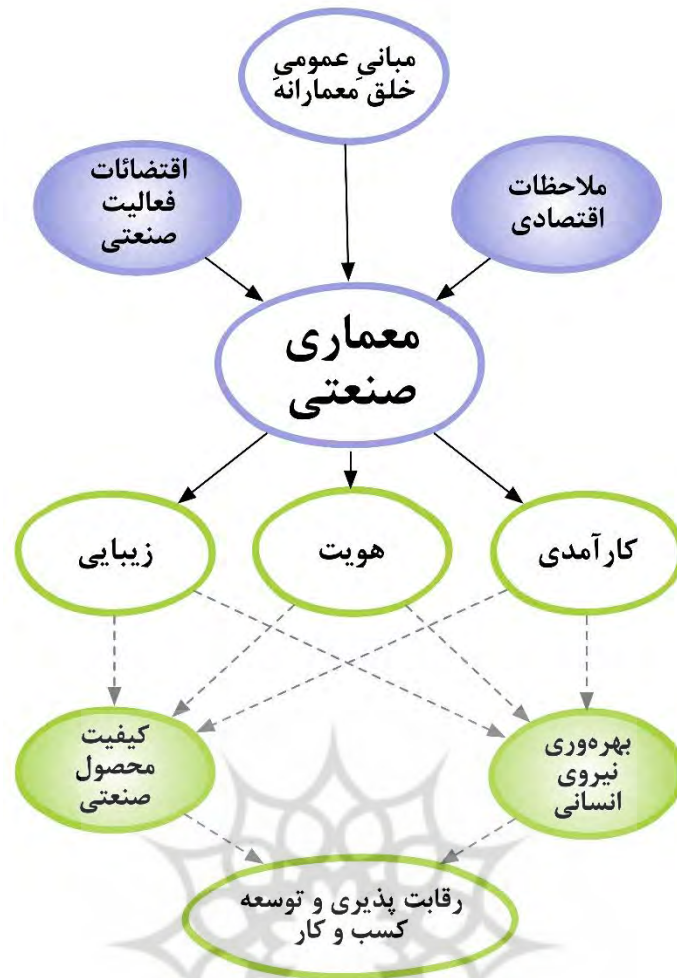 مبانیِ عمومیِ
خلق معمارانه
اقتضائات
فعالیت
صنعتی
ملاحظات
اقتصادی
معماری
صنعتی
کارآمدی
هویت
زیبایی
بهره‌وری
نیروی
انسانی
کیفیت
محصول
صنعتی
رقابت پذیری و توسعه
کسب و کار